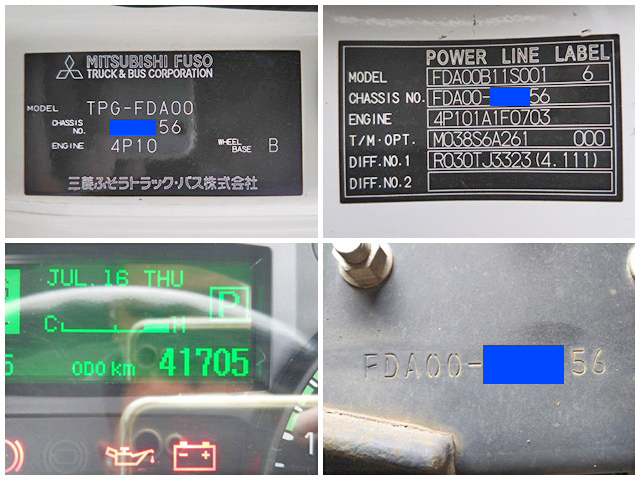 MITSUBISHI FUSO
TRUCK & BUS CORPORATION
MODEL TPG-FDA00
CHASSIS NO. 56
ENGINE 4P10 WHEEL BASE B
三菱ふそうトラック・バス株式会社
POWER LINE LABEL
MODEL FDA00B11S001 6
CHASSIS NO. FDA00- 56
ENGINE 4P101A1F0703
T/M·OPT. M038S6A261 000
DIFF.NO.1 R030TJ3323(4.111)
DIFF.NO.2
JUL.16 THU
P
C H
5 ODO km 41705
1
FDA00- 56